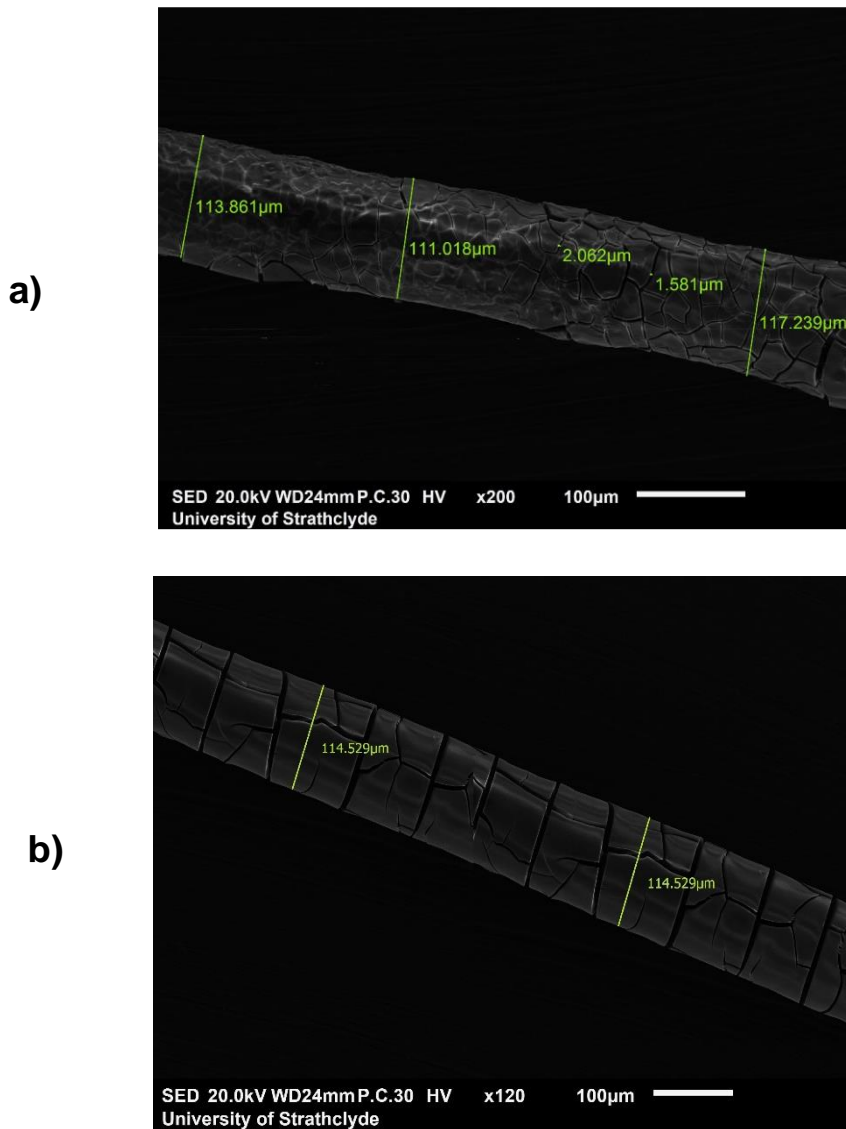 a)
113.861µm
111.018µm
2.062µm
1.581µm
117.239µm
SED 20.0kV WD24mm P.C.30 HV x200 100µm
University of Strathclyde
b)
114.529µm
114.529µm
SED 20.0kV WD24mm P.C.30 HV x120 100µm
University of Strathclyde